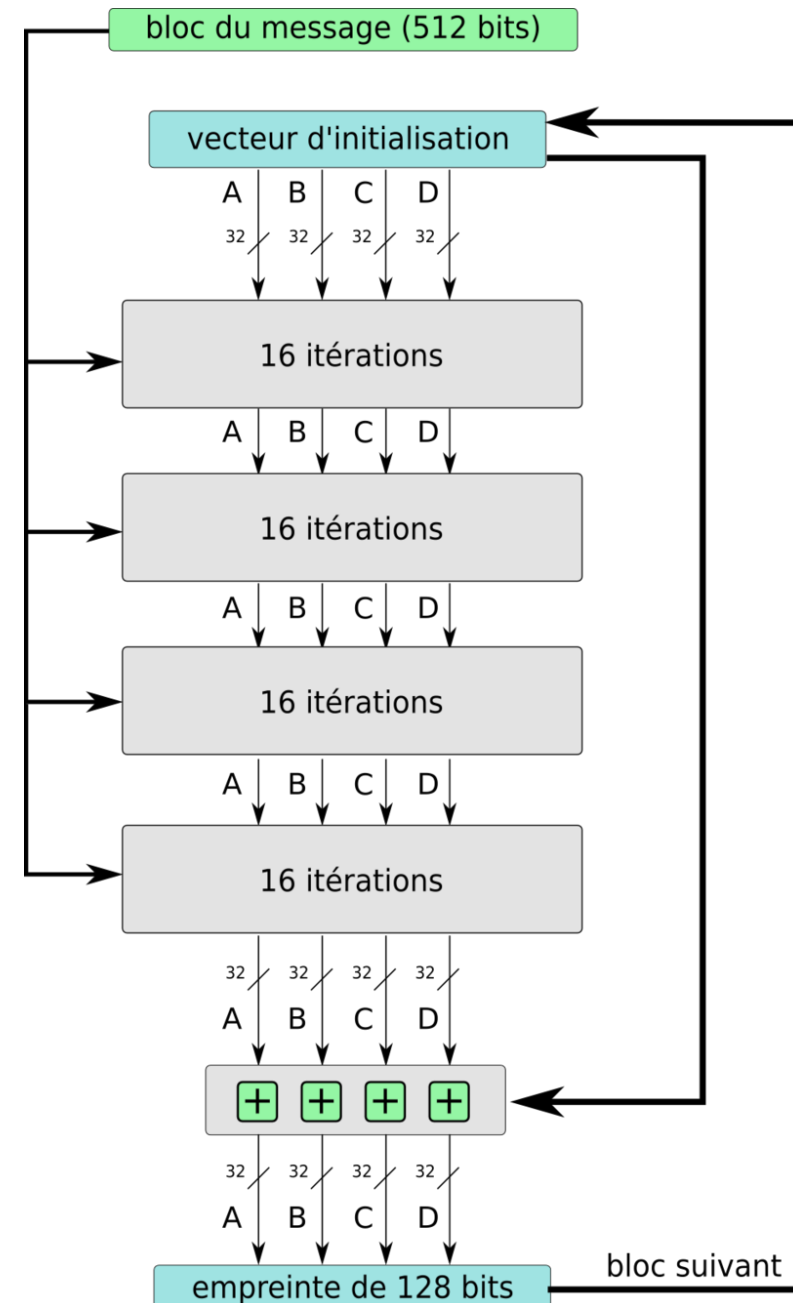 bloc du message (512 bits)
vecteur d'initialisation
A B C D
32 32 32 32
16 itérations
A B C D
16 itérations
A B C D
16 itérations
A B C D
16 itérations
32 32 32 32
A B C D
+ + + +
32 32 32 32
A B C D
bloc suivant
empreinte de 128 bits